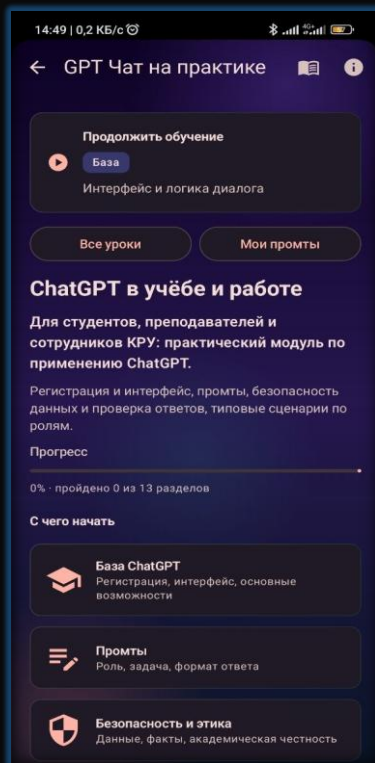 14:49 | 0,2 КБ/с
4G+
GPT Чат на практике
Продолжить обучение
База
Интерфейс и логика диалога
Все уроки
Мои промты
ChatGPT в учёбе и работе
Для студентов, преподавателей и
сотрудников КРУ: практический модуль по
применению ChatGPT.
Регистрация и интерфейс, промты, безопасность
данных и проверка ответов, типовые сценарии по
ролям.
Прогресс
0% · пройдено 0 из 13 разделов
С чего начать
База ChatGPT
Регистрация, интерфейс, основные
возможности
Промты
Роль, задача, формат ответа
Безопасность и этика
Данные, факты, академическая честность